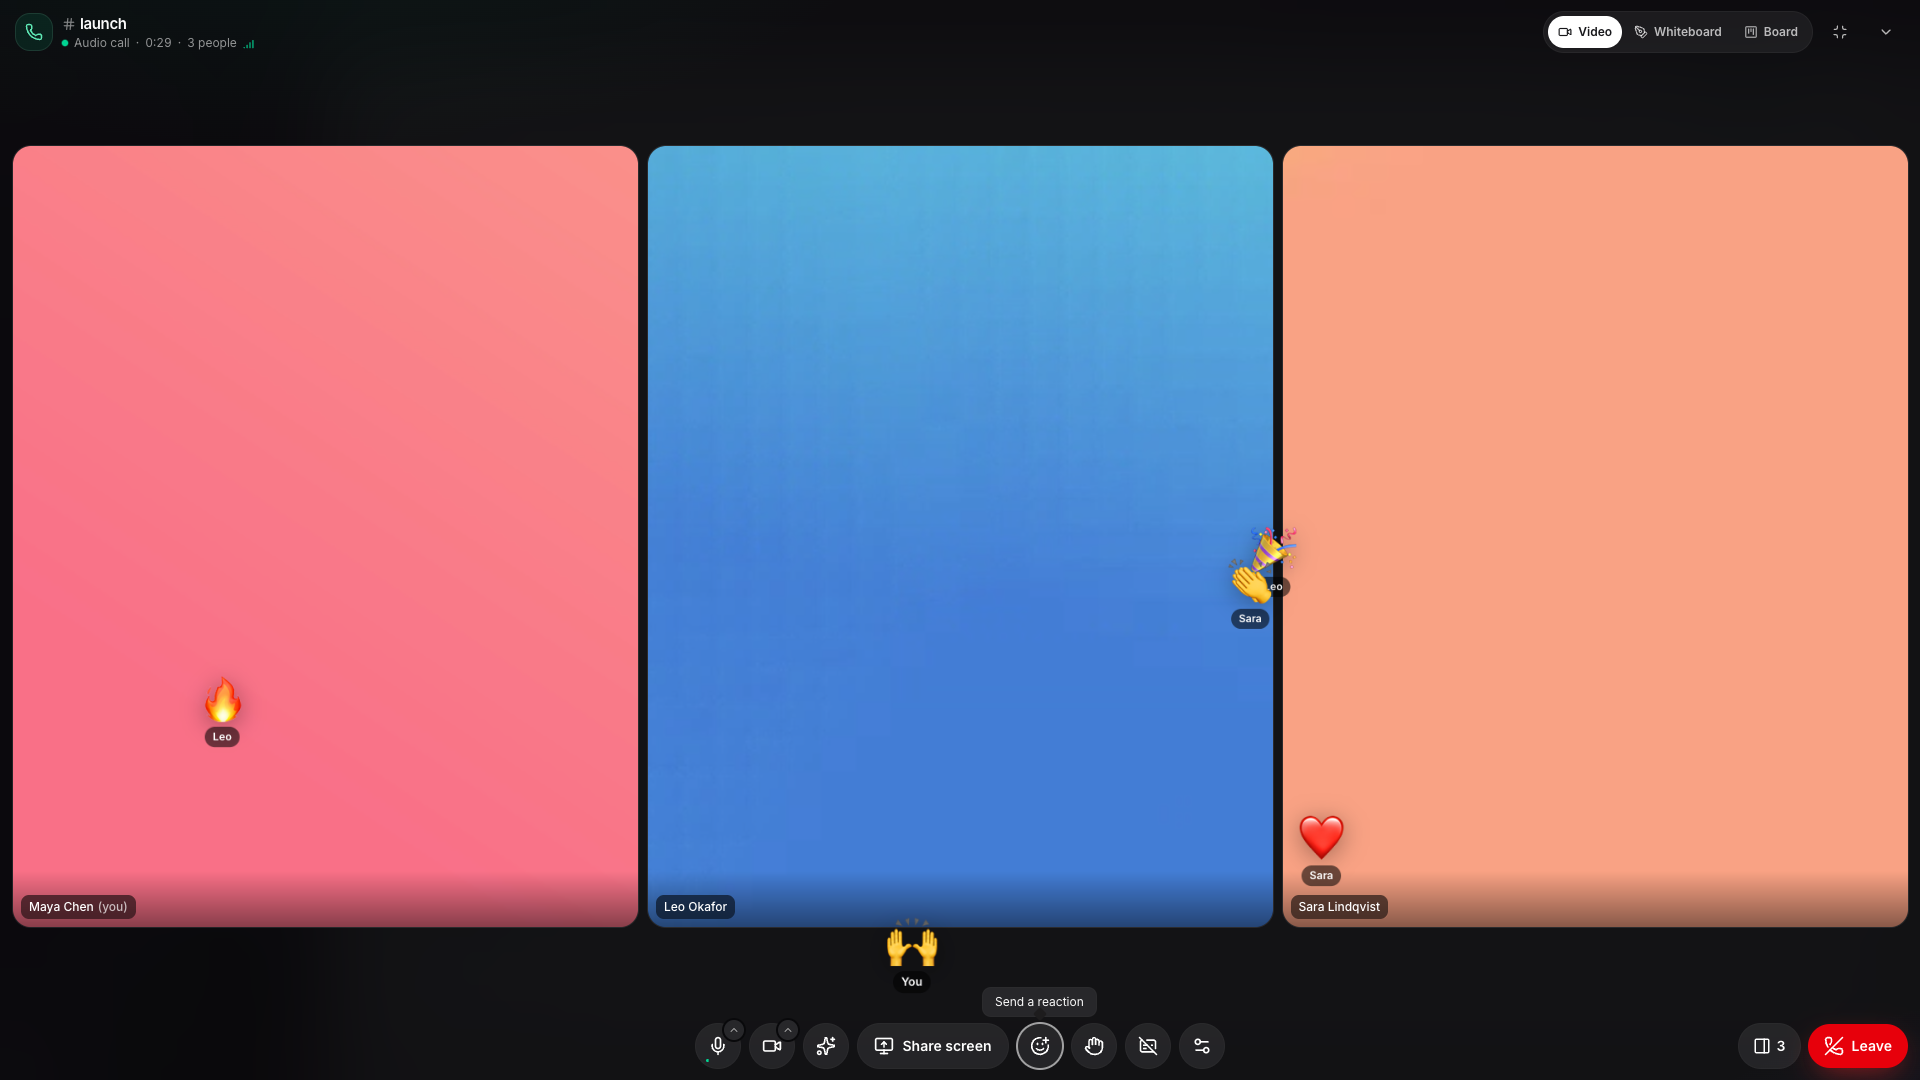 # launch
Audio call · 0:29 · 3 people
Video
Whiteboard
Board
Leo
Sara
Leo
Sara
Maya Chen (you)
Leo Okafor
Sara Lindqvist
You
Send a reaction
Share screen
3
Leave